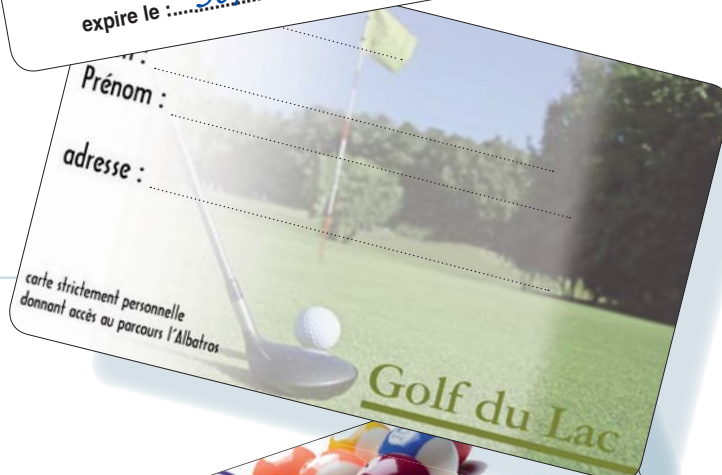 expire le :
Prénom :
adresse :
carte strictement personnelle
donnant accès au parcours l'Albatros
Golf du Lac